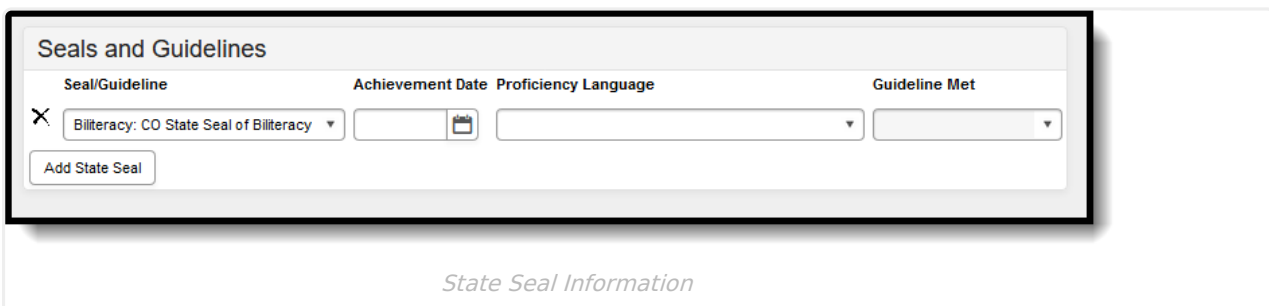 Seals and Guidelines
Seal/Guideline Achievement Date Proficiency Language Guideline Met
Biliteracy: CO State Seal of Biliteracy
Add State Seal
State Seal Information